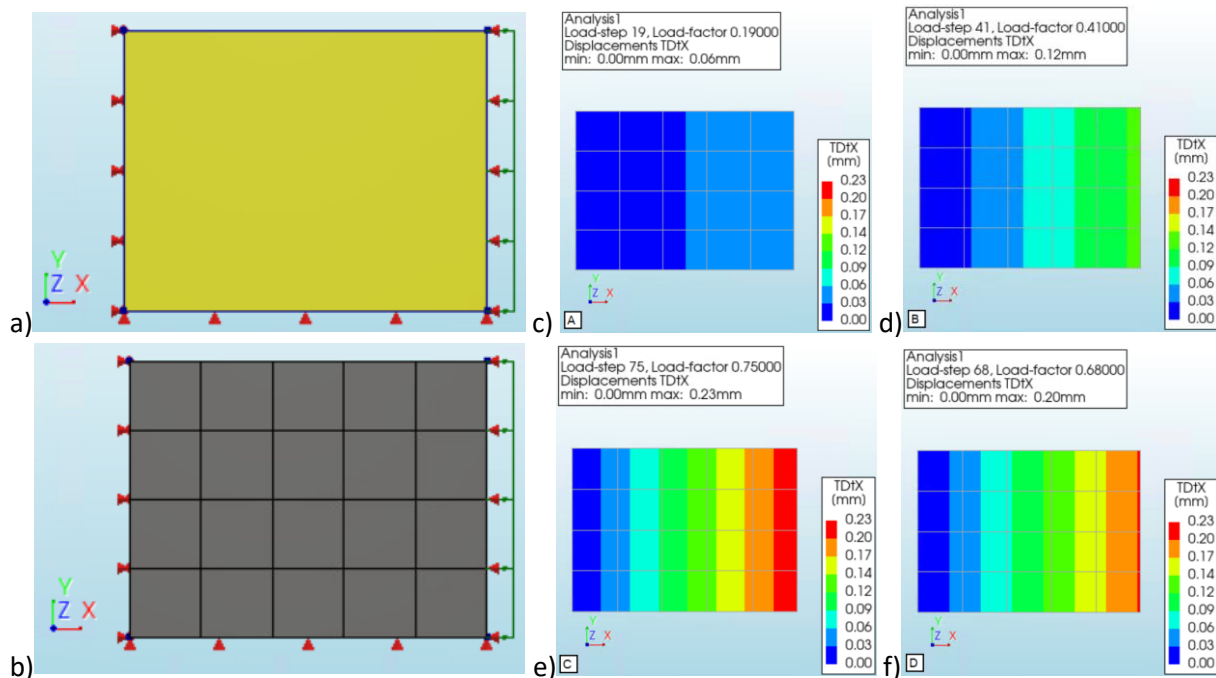 Y
Z X
a)
Analysis1
Load-step 19, Load-factor 0.19000
Displacements TDtX
min: 0.00mm max: 0.06mm
TDtX
(mm)
0.23
0.20
0.17
0.14
0.12
0.09
0.06
0.03
0.00
Y
Z X
c) A
Analysis1
Load-step 41, Load-factor 0.41000
Displacements TDtX
min: 0.00mm max: 0.12mm
TDtX
(mm)
0.23
0.20
0.17
0.14
0.12
0.09
0.06
0.03
0.00
Y
Z X
d) B
Y
Z X
b)
Analysis1
Load-step 75, Load-factor 0.75000
Displacements TDtX
min: 0.00mm max: 0.23mm
TDtX
(mm)
0.23
0.20
0.17
0.14
0.12
0.09
0.06
0.03
0.00
Y
Z X
e) C
Analysis1
Load-step 68, Load-factor 0.68000
Displacements TDtX
min: 0.00mm max: 0.20mm
TDtX
(mm)
0.23
0.20
0.17
0.14
0.12
0.09
0.06
0.03
0.00
Y
Z X
f) D